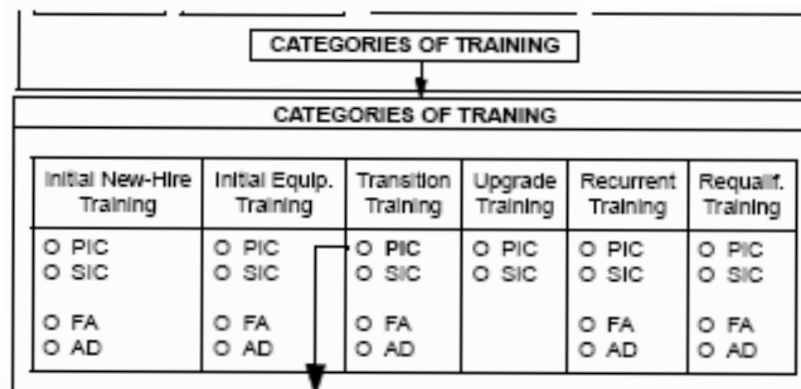 CATEGORIES OF TRAINING
CATEGORIES OF TRANING
Initial New-Hire Training
Initial Equip. Training
Transition Training
Upgrade Training
Recurrent Training
Requalif. Training
O PIC
O SIC
O FA
O AD
O PIC
O SIC
O FA
O AD
O PIC
O SIC
O FA
O AD
O PIC
O SIC
O PIC
O SIC
O FA
O AD
O PIC
O SIC
O FA
O AD